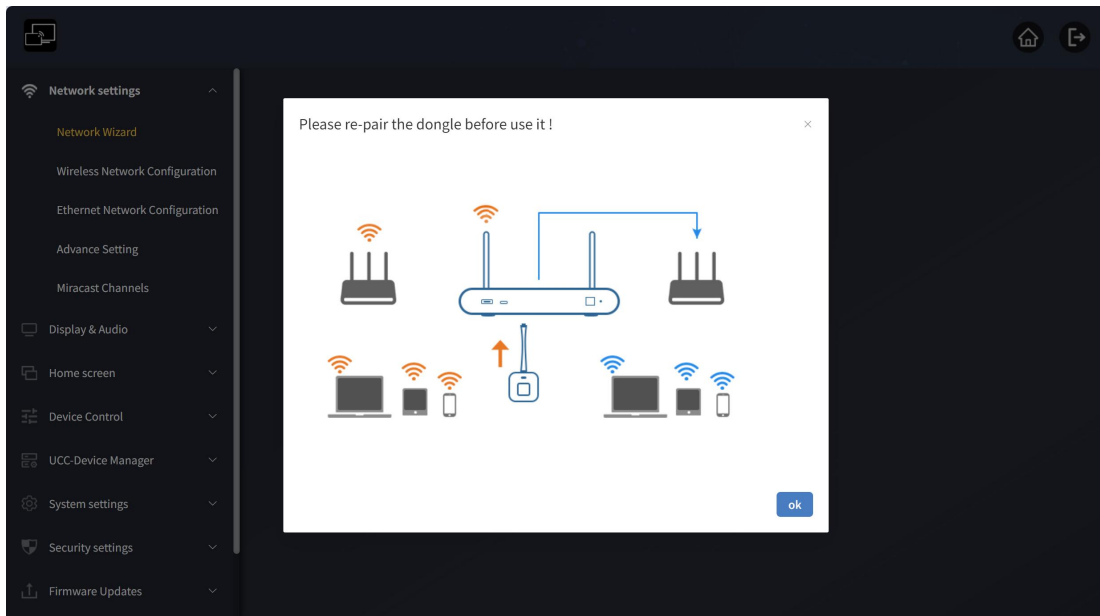 Network settings
Network Wizard
Wireless Network Configuration
Ethernet Network Configuration
Advance Setting
Miracast Channels
Display & Audio
Home screen
Device Control
UCC-Device Manager
System settings
Security settings
Firmware Updates
Please re-pair the dongle before use it !
ok